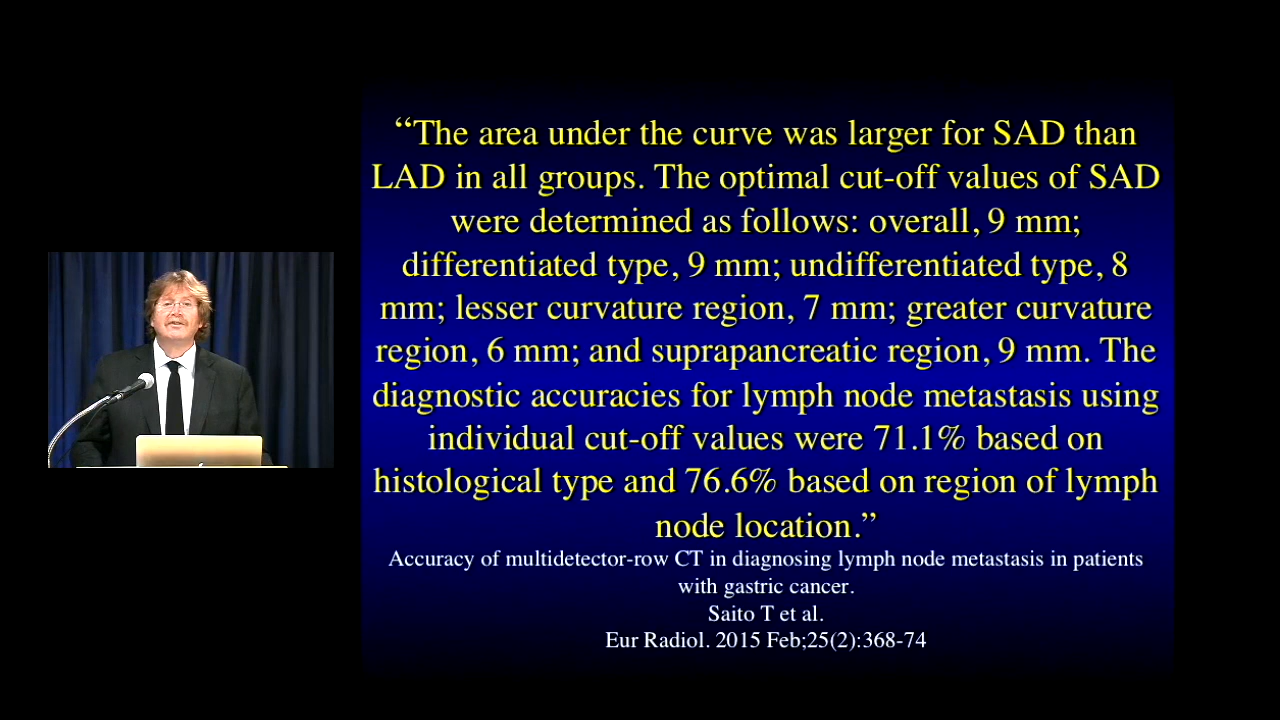 “The area under the curve was larger for SAD than
LAD in all groups. The optimal cut-off values of SAD
were determined as follows: overall, 9 mm;
differentiated type, 9 mm; undifferentiated type, 8
mm; lesser curvature region, 7 mm; greater curvature
region, 6 mm; and suprapancreatic region, 9 mm. The
diagnostic accuracies for lymph node metastasis using
individual cut-off values were 71.1% based on
histological type and 76.6% based on region of lymph
node location.”
Accuracy of multidetector-row CT in diagnosing lymph node metastasis in patients
with gastric cancer.
Saito T et al.
Eur Radiol. 2015 Feb;25(2):368-74